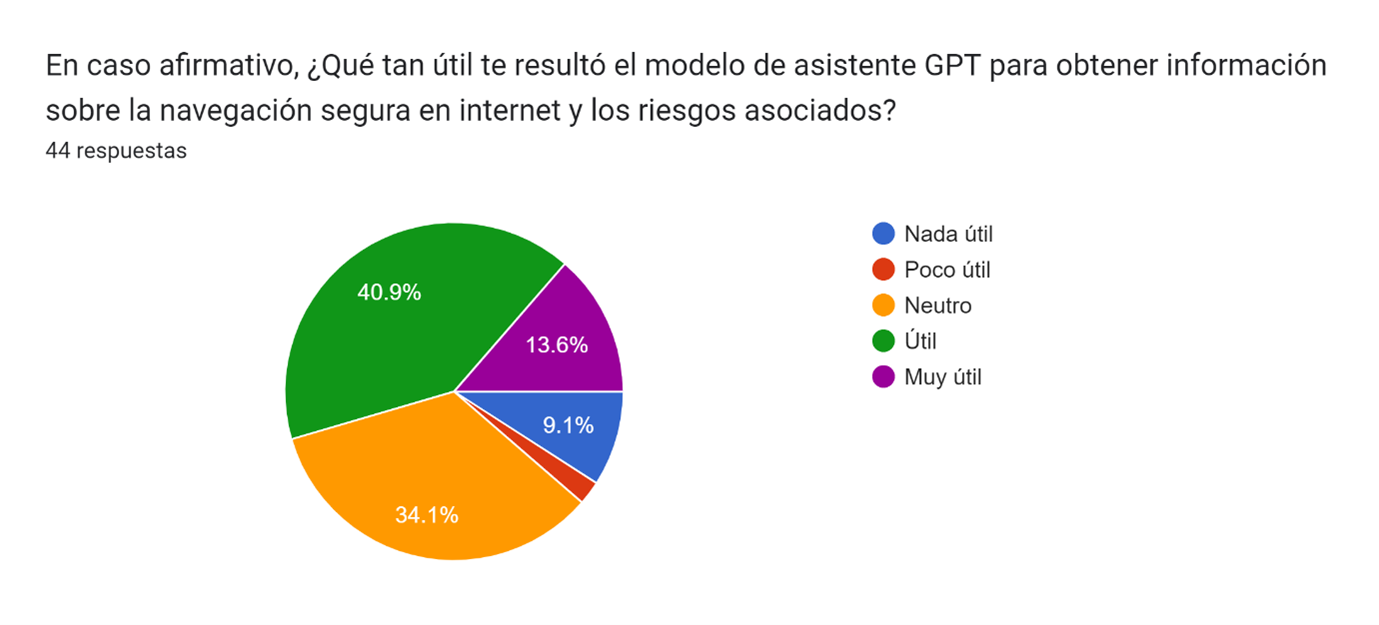 En caso afirmativo, ¿Qué tan útil te resultó el modelo de asistente GPT para obtener información
sobre la navegación segura en internet y los riesgos asociados?
44 respuestas
40.9%
13.6%
9.1%
34.1%
Nada útil
Poco útil
Neutro
Útil
Muy útil